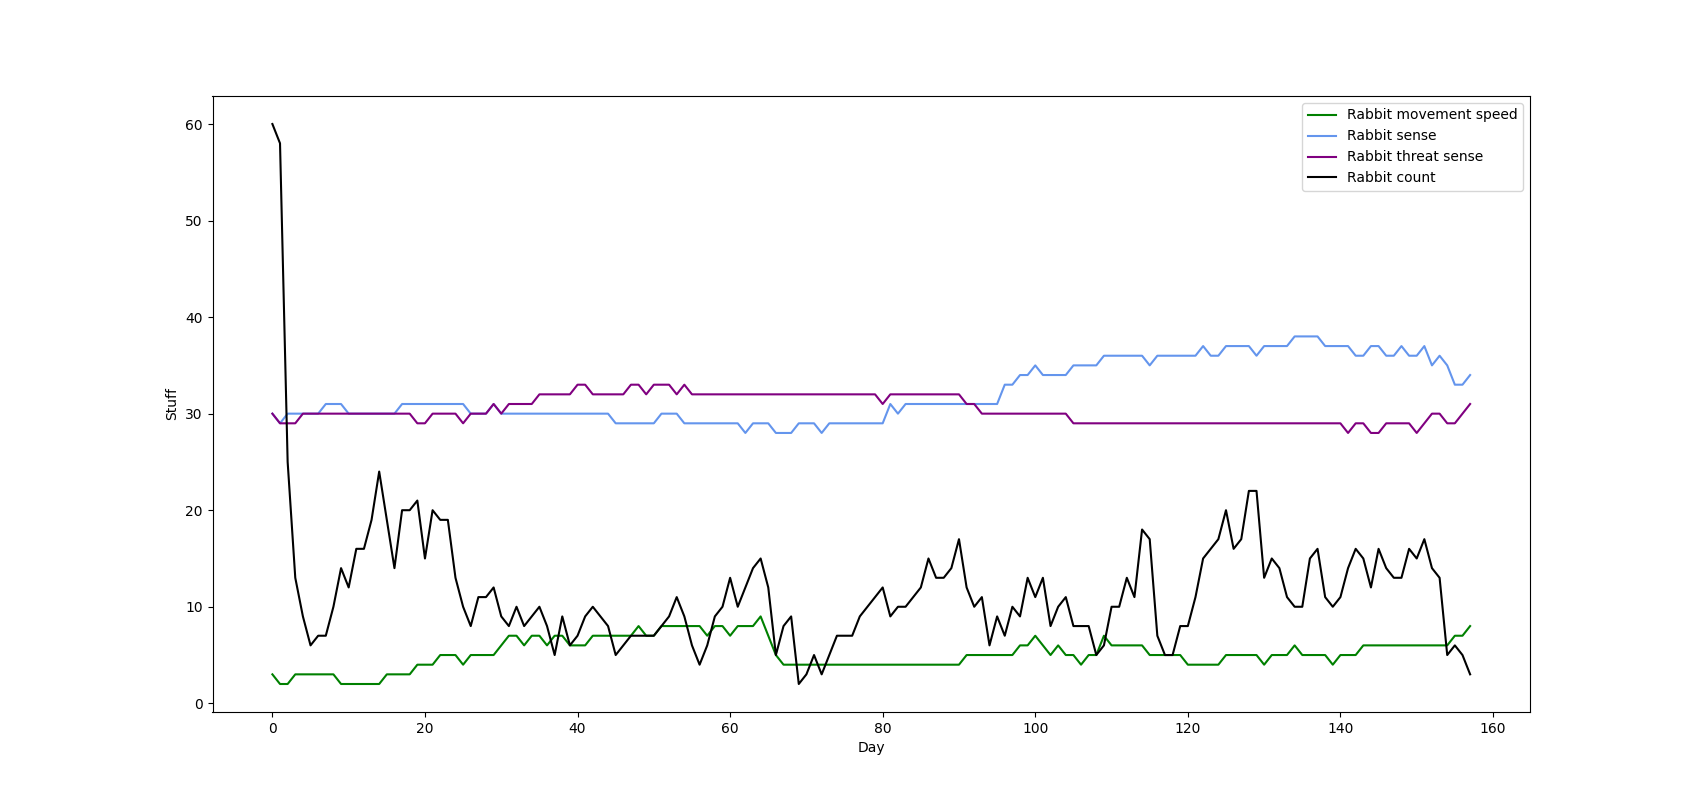 Rabbit movement speed
Rabbit sense
Rabbit threat sense
Rabbit count
60
50
40
30
20
10
0
Stuff
0 20 40 60 80 100 120 140 160
Day